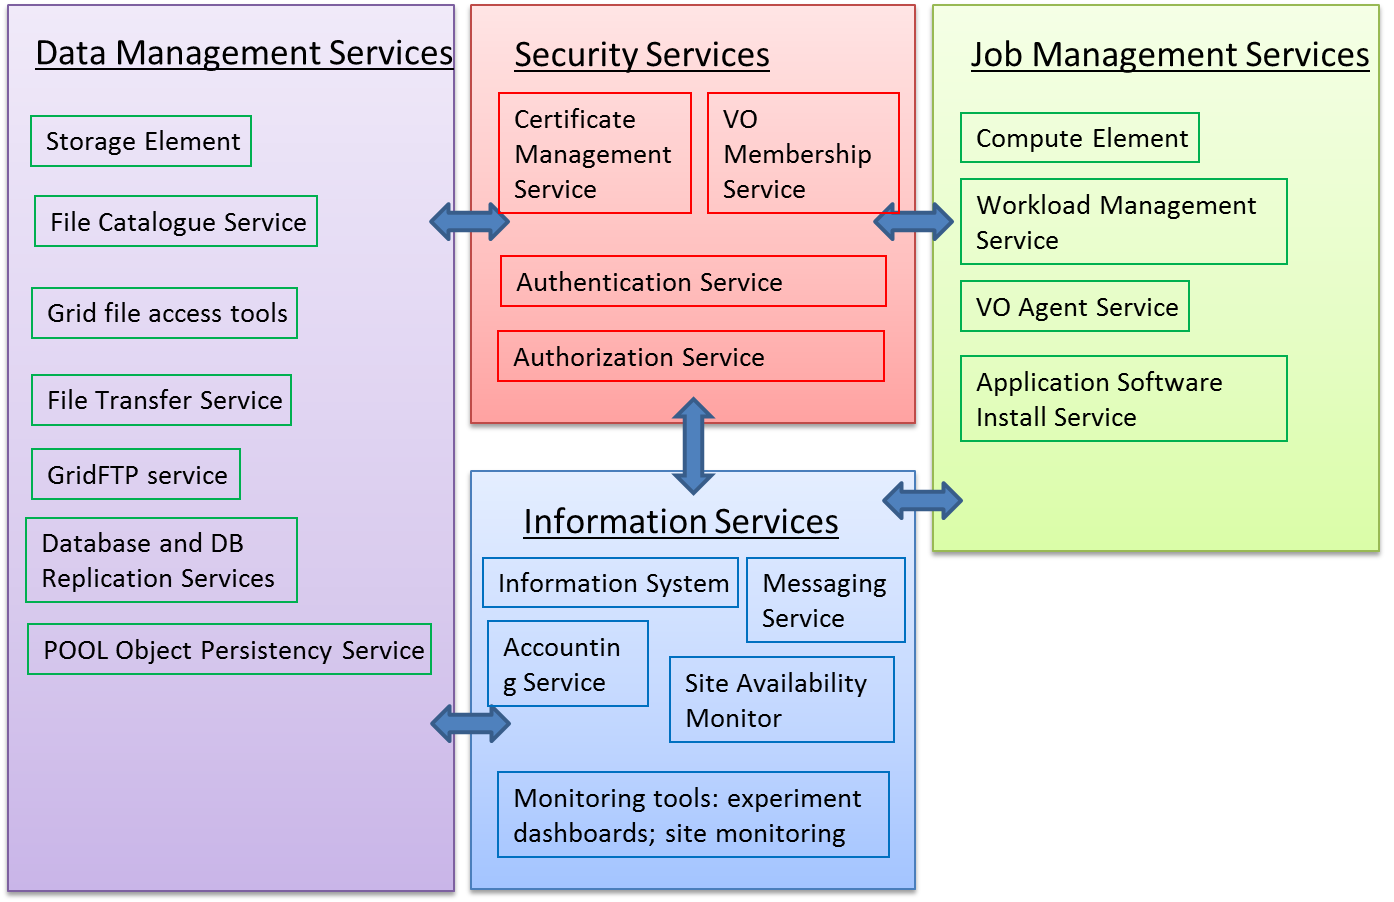 Data Management Services
Storage Element
File Catalogue Service
Grid file access tools
File Transfer Service
GridFTP service
Database and DB
Replication Services
POOL Object Persistency Service
Security Services
Certificate
Management
Service
VO
Membership
Service
Authentication Service
Authorization Service
Information Services
Information System
Messaging
Service
Accountin
g Service
Site Availability
Monitor
Monitoring tools: experiment
dashboards; site monitoring
Job Management Services
Compute Element
Workload Management
Service
VO Agent Service
Application Software
Install Service